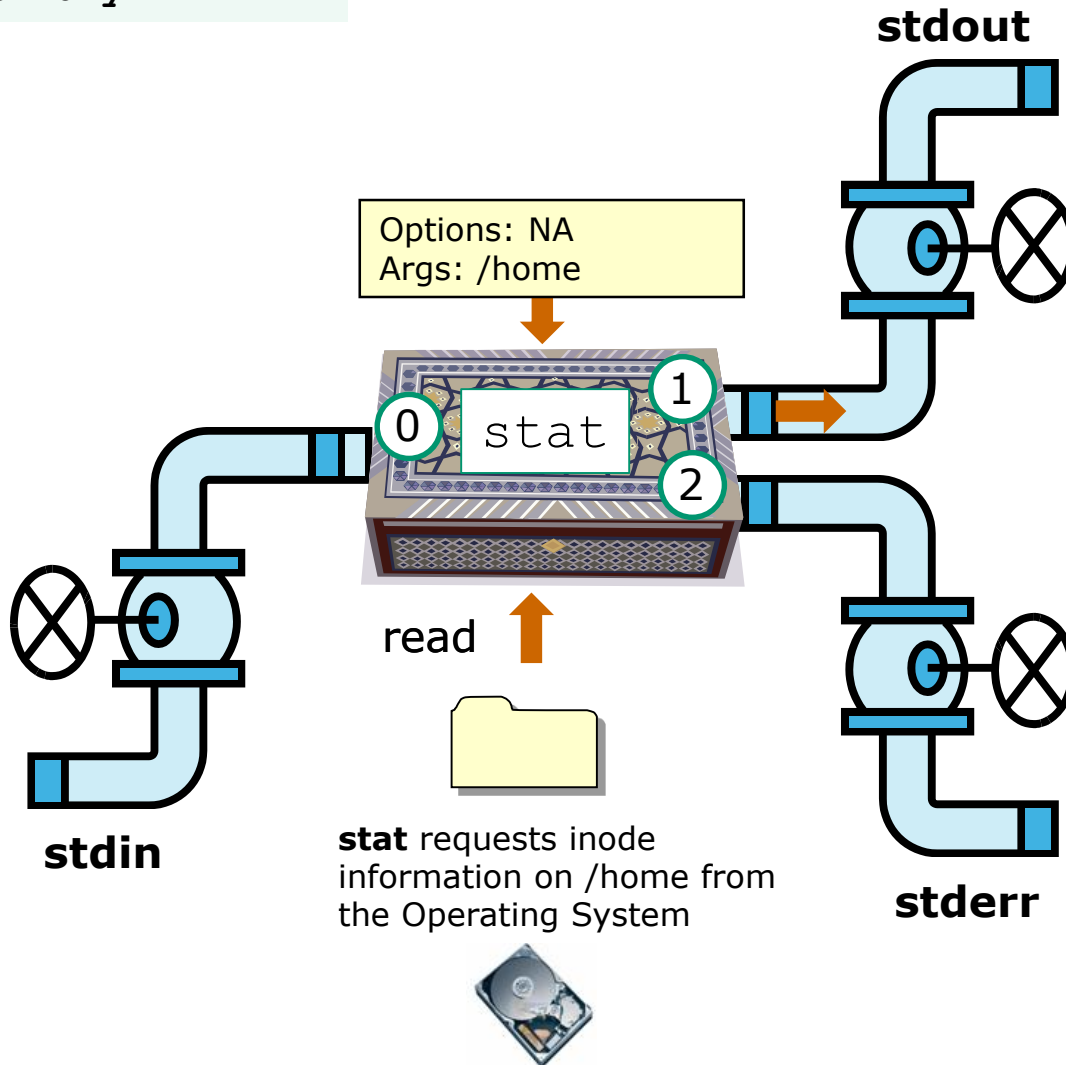 stdout
Options: NA
Args: /home
0
1
stat
2
read
stdin
stat requests inode
information on /home from
the Operating System
stderr